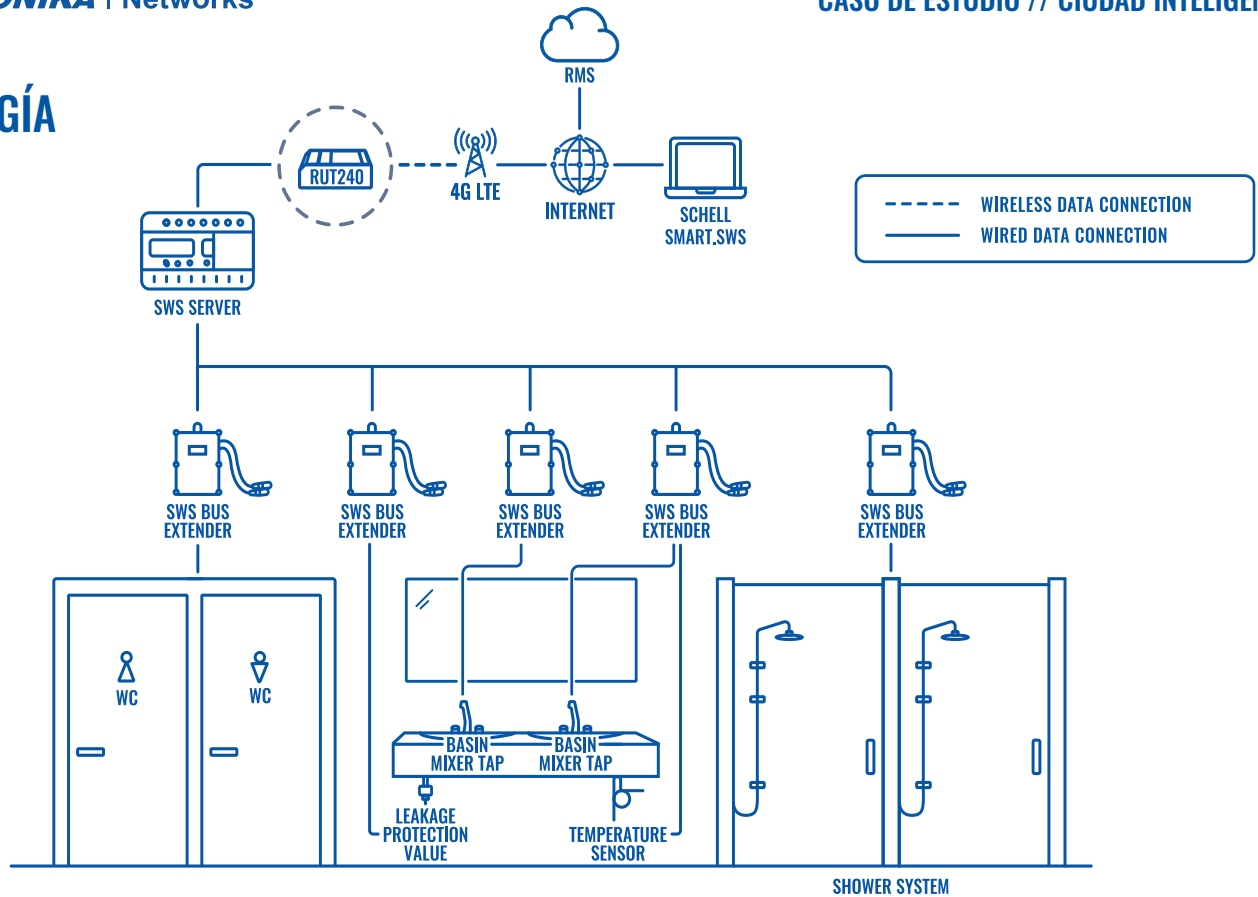 ONIKA | Networks
CASO DE ESTUDIO // CIUDAD INTELIGE
GÍA
RMS
RUT240
4G LTE
INTERNET
SCHELL
SMART.SWS
WIRELESS DATA CONNECTION
WIRED DATA CONNECTION
SWS SERVER
SWS BUS
EXTENDER
SWS BUS
EXTENDER
SWS BUS
EXTENDER
SWS BUS
EXTENDER
SWS BUS
EXTENDER
WC
WC
BASIN
MIXER TAP
BASIN
MIXER TAP
LEAKAGE
PROTECTION
VALUE
TEMPERATURE
SENSOR
SHOWER SYSTEM